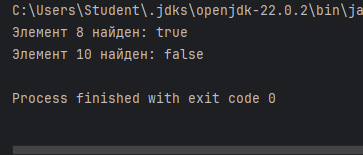 C:\Users\Student\.jdks\openjdk-22.0.2\bin\ja
Элемент 8 найден: true
Элемент 10 найден: false
Process finished with exit code 0